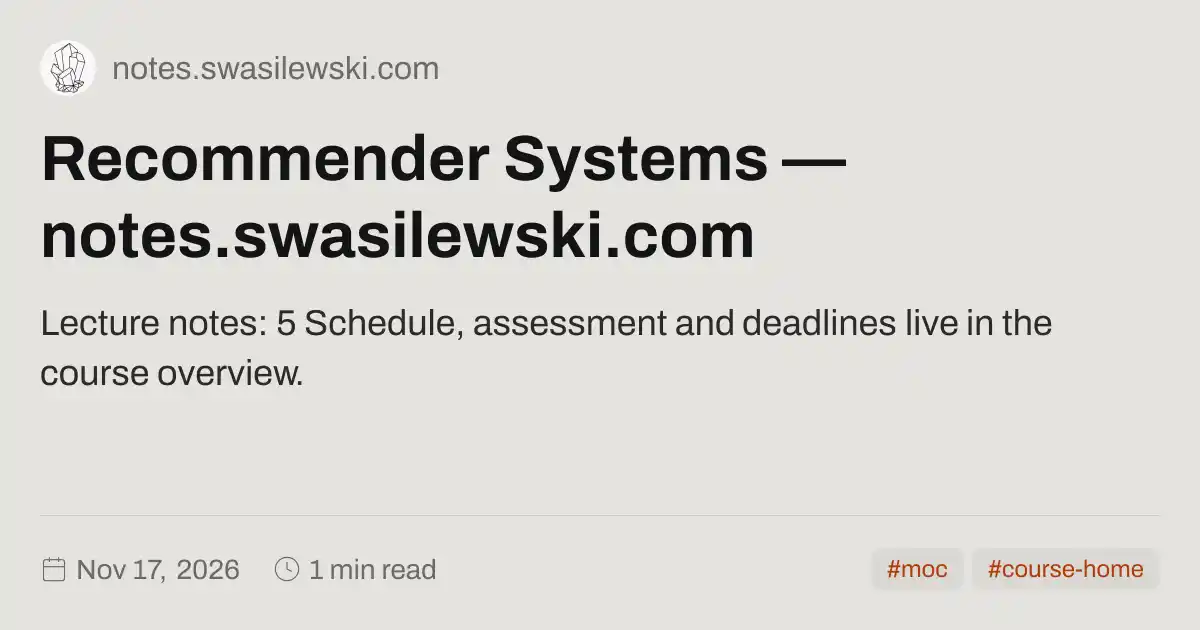 notes.swasilewski.com
Recommender Systems —
notes.swasilewski.com
Lecture notes: 5 Schedule, assessment and deadlines live in the
course overview.
Nov 17, 2026
1 min read
#moc
#course-home